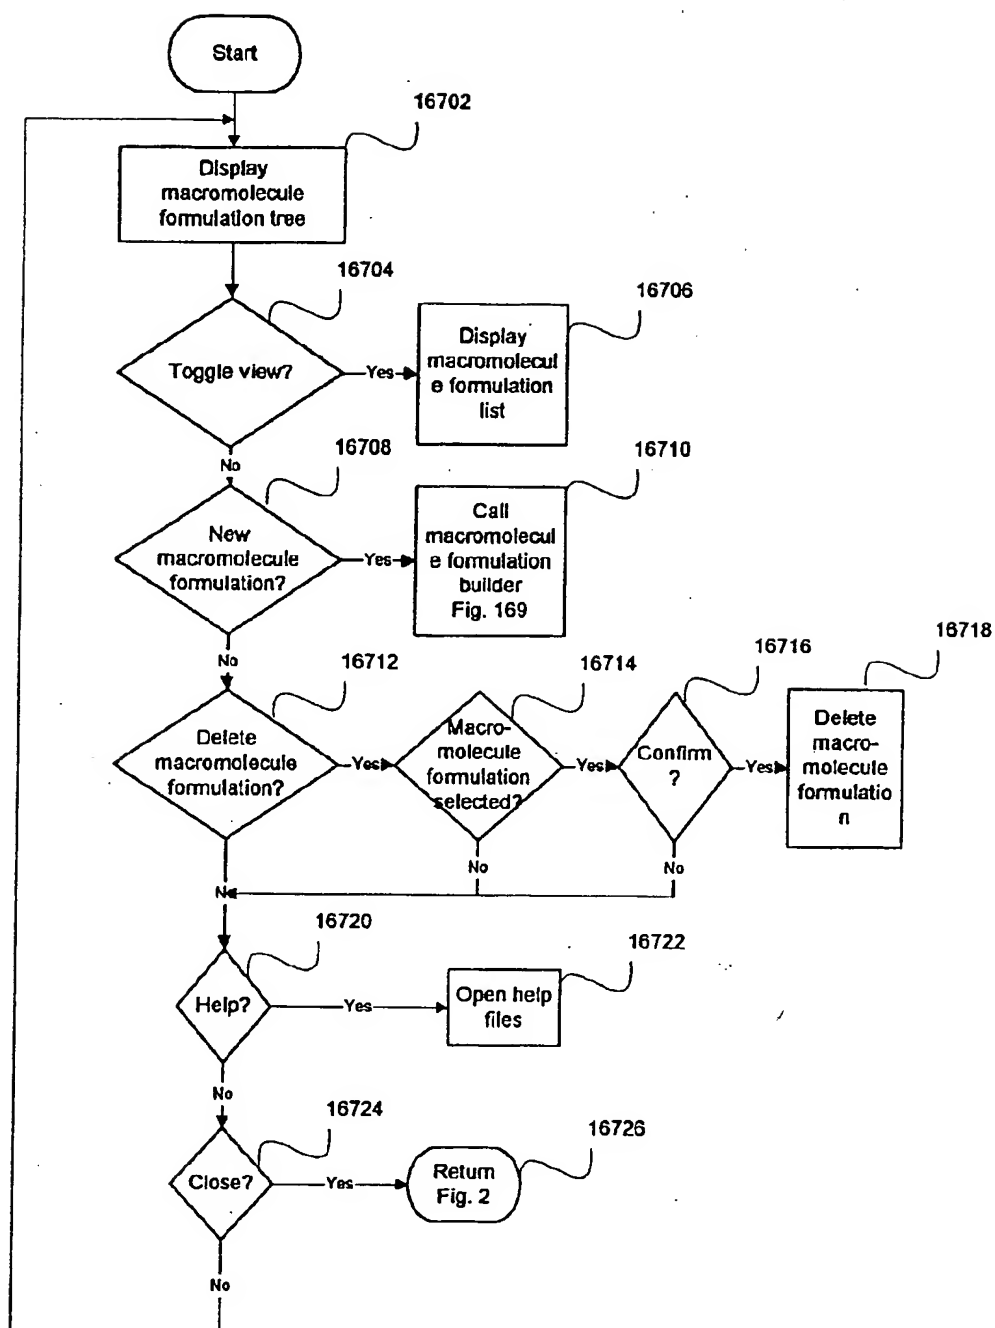 Start
16702
Display
macromolecule
formulation tree
16704
Toggle view?
Yes
16706
Display
macromolecul
e formulation
list
No
16708
New
macromolecule
formulation?
Yes
16710
Call
macromolecul
e formulation
builder
Fig. 169
No
16712
Delete
macromolecule
formulation?
Yes
16714
Macro-
molecule
formulation
selected?
Yes
16716
Confirm
?
Yes
16718
Delete
macro-
molecule
formulatio
n
No
No
N
16720
Help?
Yes
16722
Open help
files
No
16724
Close?
Yes
16726
Return
Fig. 2
No